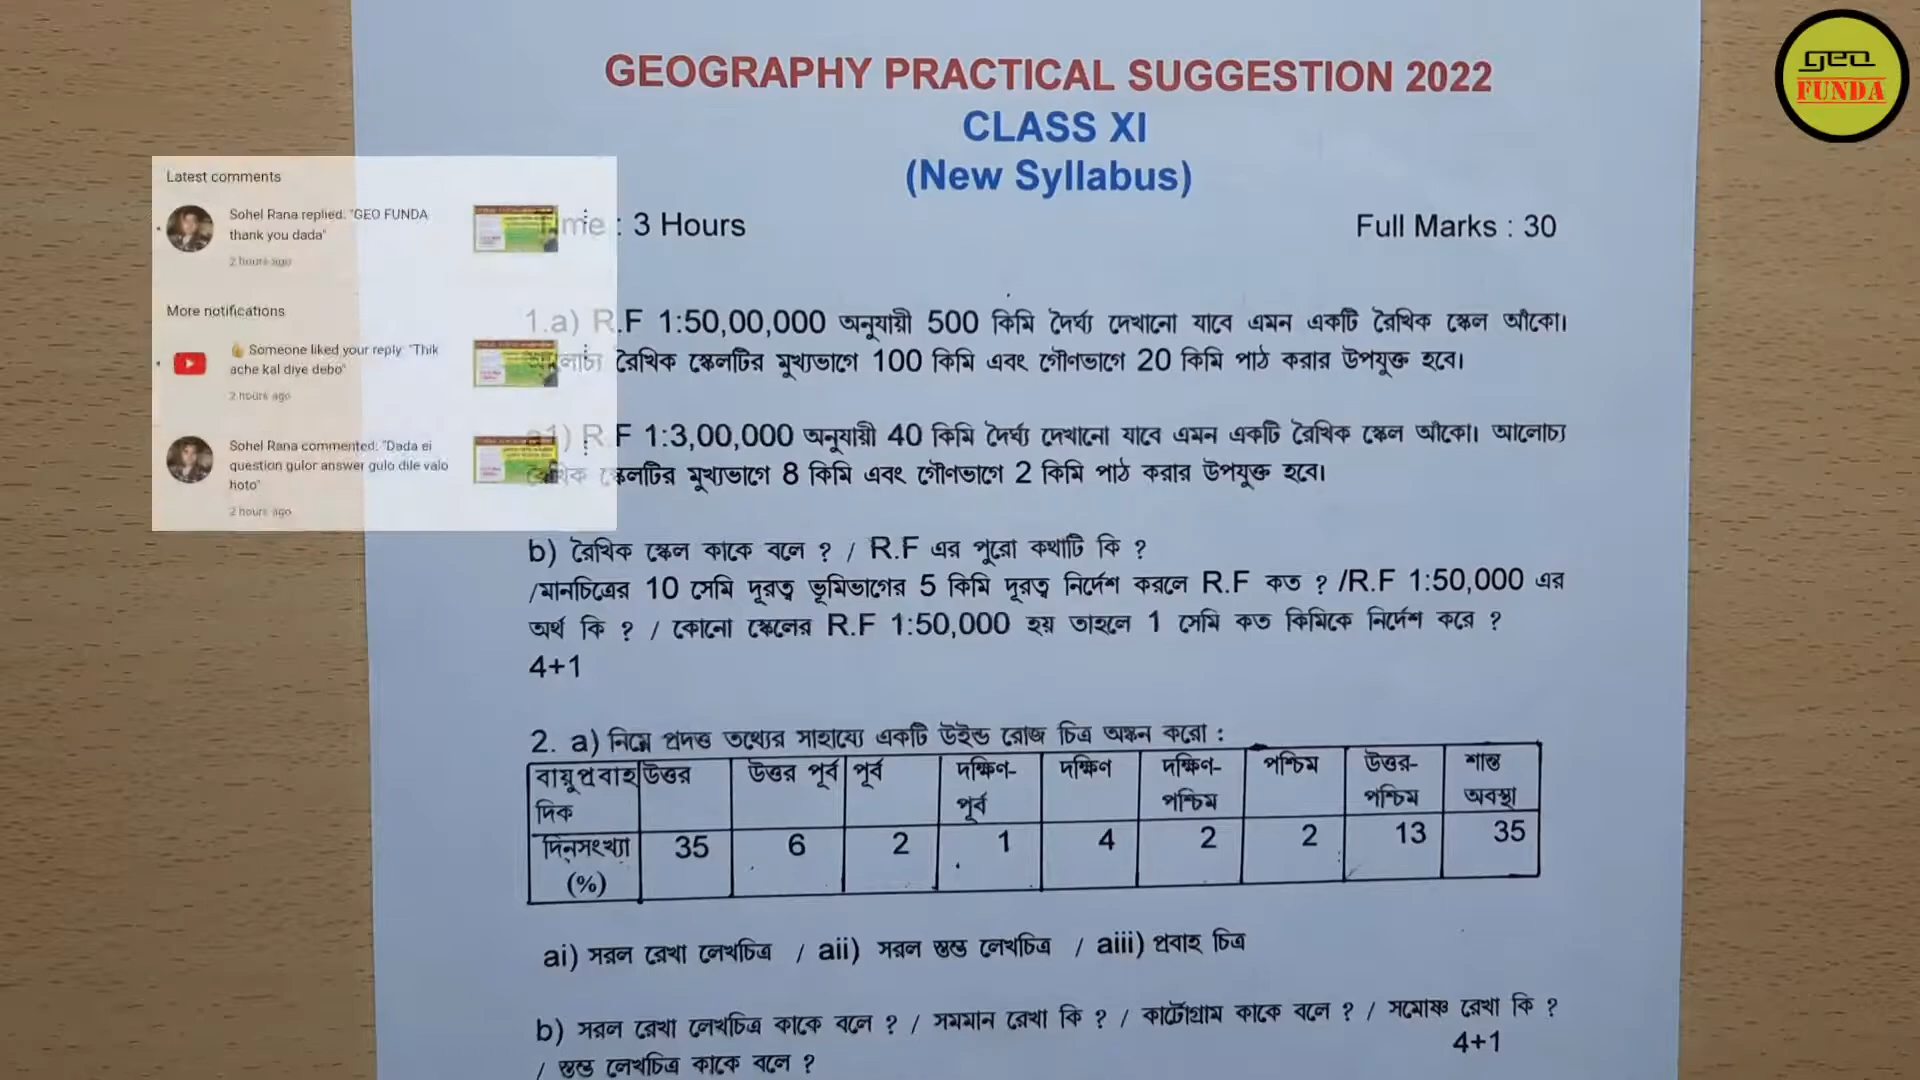 GEOGRAPHY PRACTICAL SUGGESTION 2022
CLASS XI
(New Syllabus)
geo
FUNDA
Latest comments
Sohel Rana replied: "GEO FUNDA
thank you dada"
2 hours ago
More notifications
👍 Someone liked your reply: "Thik
ache kal diye debo"
2 hours ago
Sohel Rana commented: "Dada ei
question gulor answer gulo dile valo
hoto"
2 hours ago
Time : 3 Hours
Full Marks : 30
1.a) R.F 1:50,00,000 অনুযায়ী 500 কিমি দৈর্ঘ্য দেখানো যাবে এমন একটি রৈখিক স্কেল আঁকো।
আলোচ্য রৈখিক স্কেলটির মুখ্যভাগে 100 কিমি এবং গৌণভাগে 20 কিমি পাঠ করার উপযুক্ত হবে।
a1) R.F 1:3,00,000 অনুযায়ী 40 কিমি দৈর্ঘ্য দেখানো যাবে এমন একটি রৈখিক স্কেল আঁকো। আলোচ্য
রৈখিক স্কেলটির মুখ্যভাগে 8 কিমি এবং গৌণভাগে 2 কিমি পাঠ করার উপযুক্ত হবে।
b) রৈখিক স্কেল কাকে বলে ? / R.F এর পুরো কথাটি কি ?
/মানচিত্রের 10 সেমি দূরত্ব ভূমিভাগের 5 কিমি দূরত্ব নির্দেশ করলে R.F কত ? /R.F 1:50,000 এর
অর্থ কি ? / কোনো স্কেলের R.F 1:50,000 হয় তাহলে 1 সেমি কত কিমিকে নির্দেশ করে ?
4+1
2. a) নিম্নে প্রদত্ত তথ্যের সাহায্যে একটি উইন্ড রোজ চিত্র অঙ্কন করো :
বায়ুপ্রবাহ দিক উত্তর উত্তর পূর্ব পূর্ব দক্ষিণ-পূর্ব দক্ষিণ দক্ষিণ-পশ্চিম পশ্চিম উত্তর-পশ্চিম শান্ত অবস্থা
দিনসংখ্যা (%) 35 6 2 1 4 2 2 13 35
ai) সরল রেখা লেখচিত্র / aii) সরল স্তম্ভ লেখচিত্র / aiii) প্রবাহ চিত্র
b) সরল রেখা লেখচিত্র কাকে বলে ? / সমমান রেখা কি ? / কার্টোগ্রাম কাকে বলে ? / সমোষ্ণ রেখা কি ?
/ স্তম্ভ লেখচিত্র কাকে বলে ?
4+1